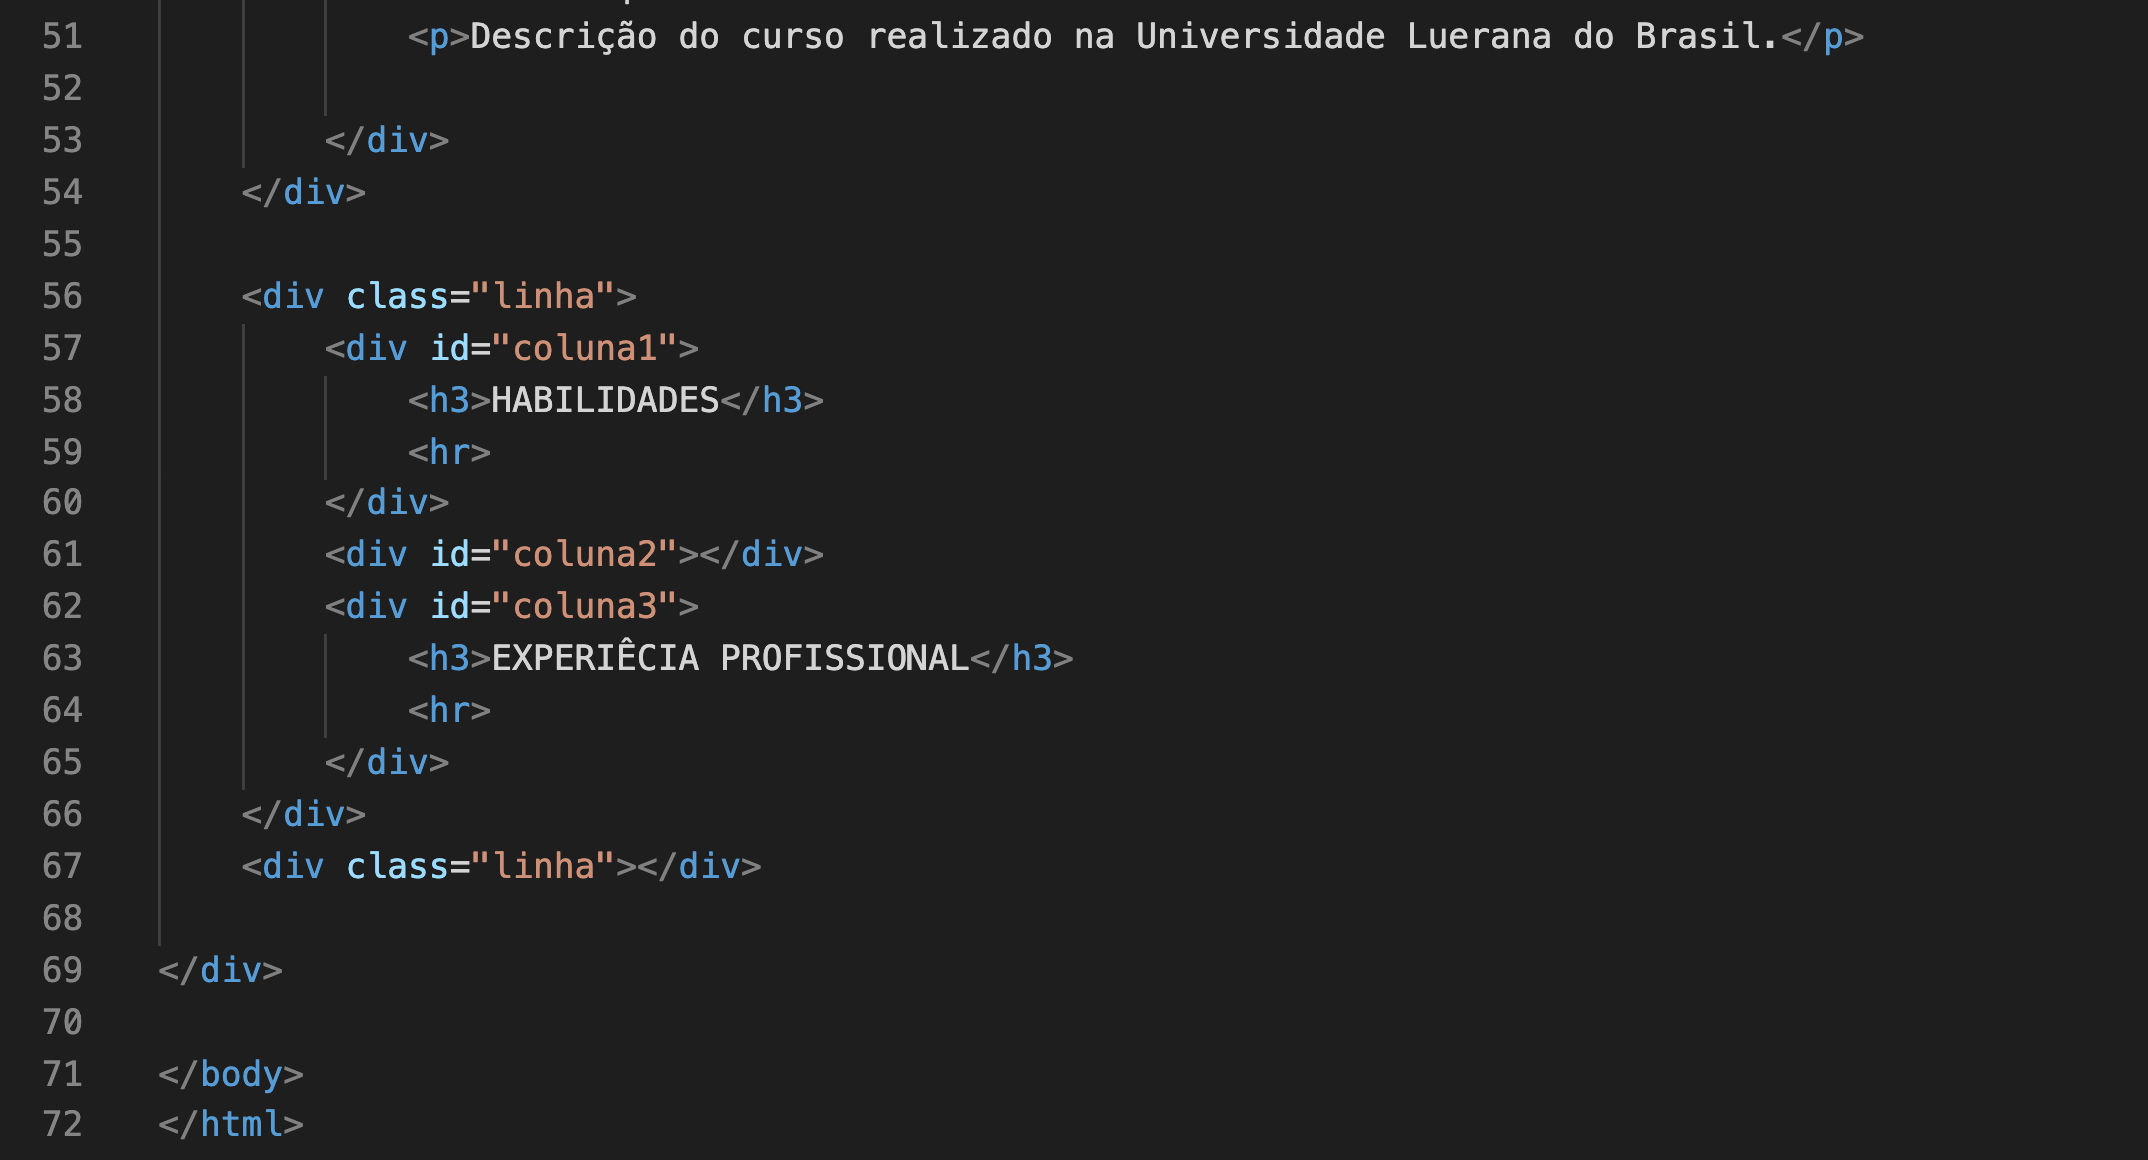 51 <p>Descrição do curso realizado na Universidade Luerana do Brasil.</p>
52
53 </div>
54 </div>
55
56 <div class="linha">
57 <div id="coluna1">
58 <h3>HABILIDADES</h3>
59 <hr>
60 </div>
61 <div id="coluna2"></div>
62 <div id="coluna3">
63 <h3>EXPERIÊCIA PROFISSIONAL</h3>
64 <hr>
65 </div>
66 </div>
67 <div class="linha"></div>
68
69 </div>
70
71 </body>
72 </html>